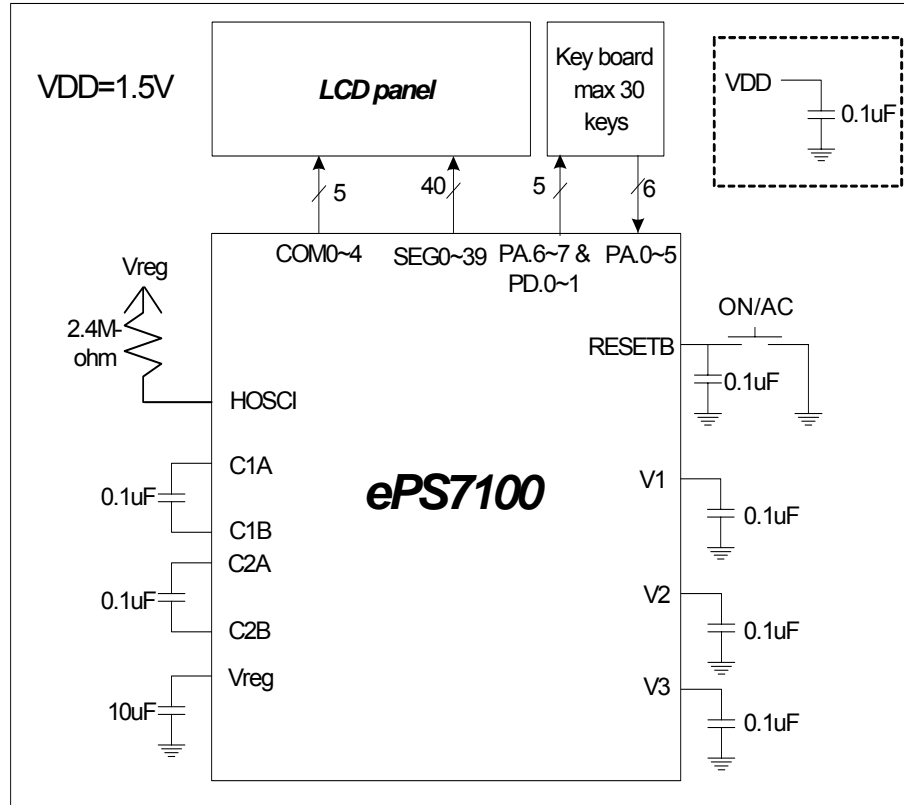 VDD=1.5V
LCD panel
Key board
max 30
keys
VDD
0.1uF
5
40
5
6
COM0~4
SEG0~39
PA.6~7 &
PD.0~1
PA.0~5
Vreg
2.4M-
ohm
HOSCI
ON/AC
RESETB
0.1uF
C1A
0.1uF
C1B
C2A
0.1uF
C2B
Vreg
10uF
ePS7100
V1
0.1uF
V2
0.1uF
V3
0.1uF